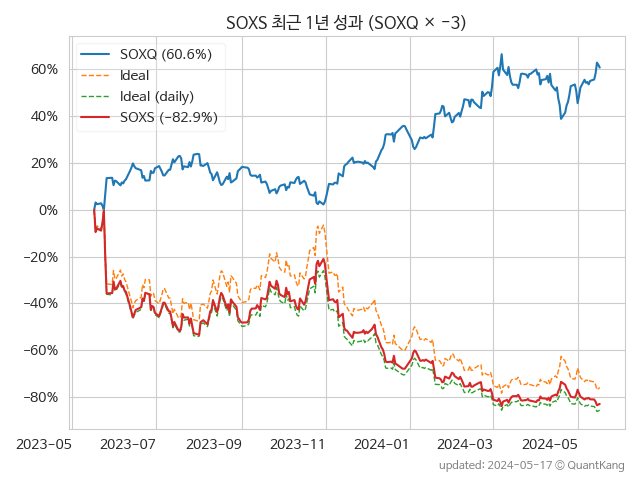 SOXS 최근 1년 성과 (SOXQ × −3)
SOXQ (60.6%)
Ideal
Ideal (daily)
SOXS (−82.9%)
60%
40%
20%
0%
−20%
−40%
−60%
−80%
2023-05 2023-07 2023-09 2023-11 2024-01 2024-03 2024-05
updated: 2024-05-17 © QuantKang